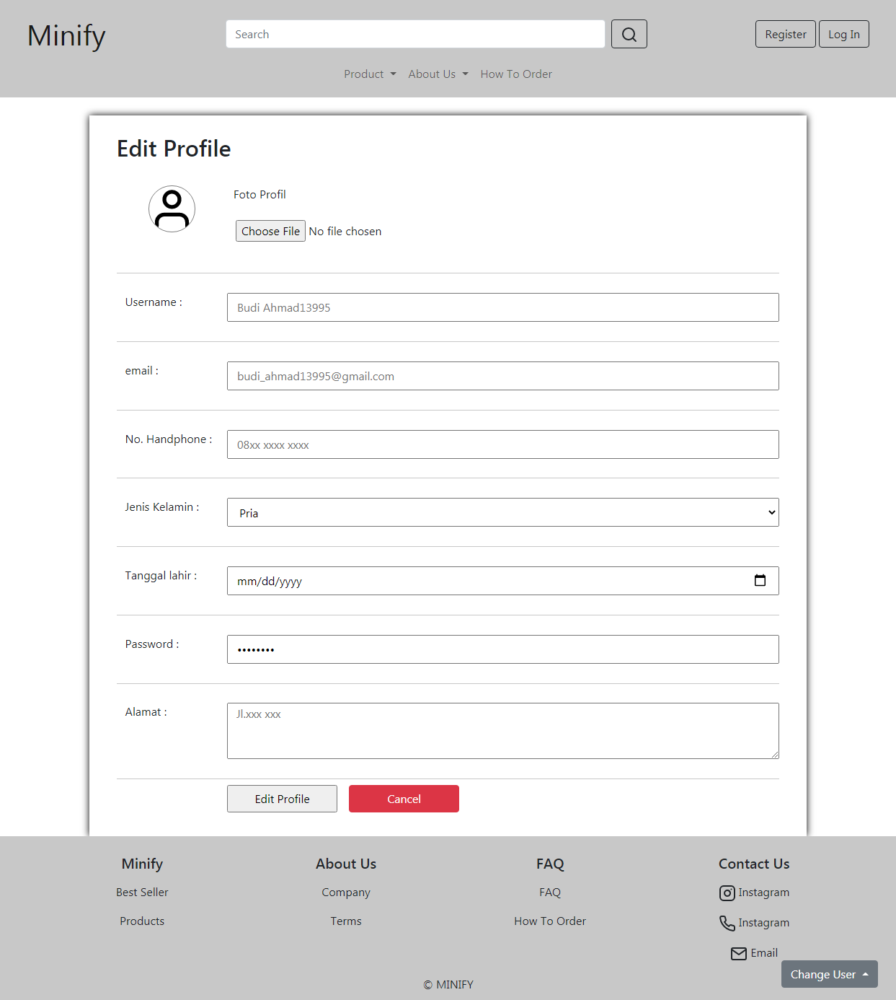 Minify
Search
Register
Log In
Product
About Us
How To Order
Edit Profile
Foto Profil
Choose File No file chosen
Username :
Budi Ahmad13995
email :
budi_ahmad13995@gmail.com
No. Handphone :
08xx xxxx xxxx
Jenis Kelamin :
Pria
Tanggal lahir :
mm/dd/yyyy
Password :
••••••••
Alamat :
Jl.xxx xxx
Edit Profile
Cancel
Minify
Best Seller
Products
About Us
Company
Terms
FAQ
FAQ
How To Order
Contact Us
Instagram
Instagram
Email
Change User
© MINIFY